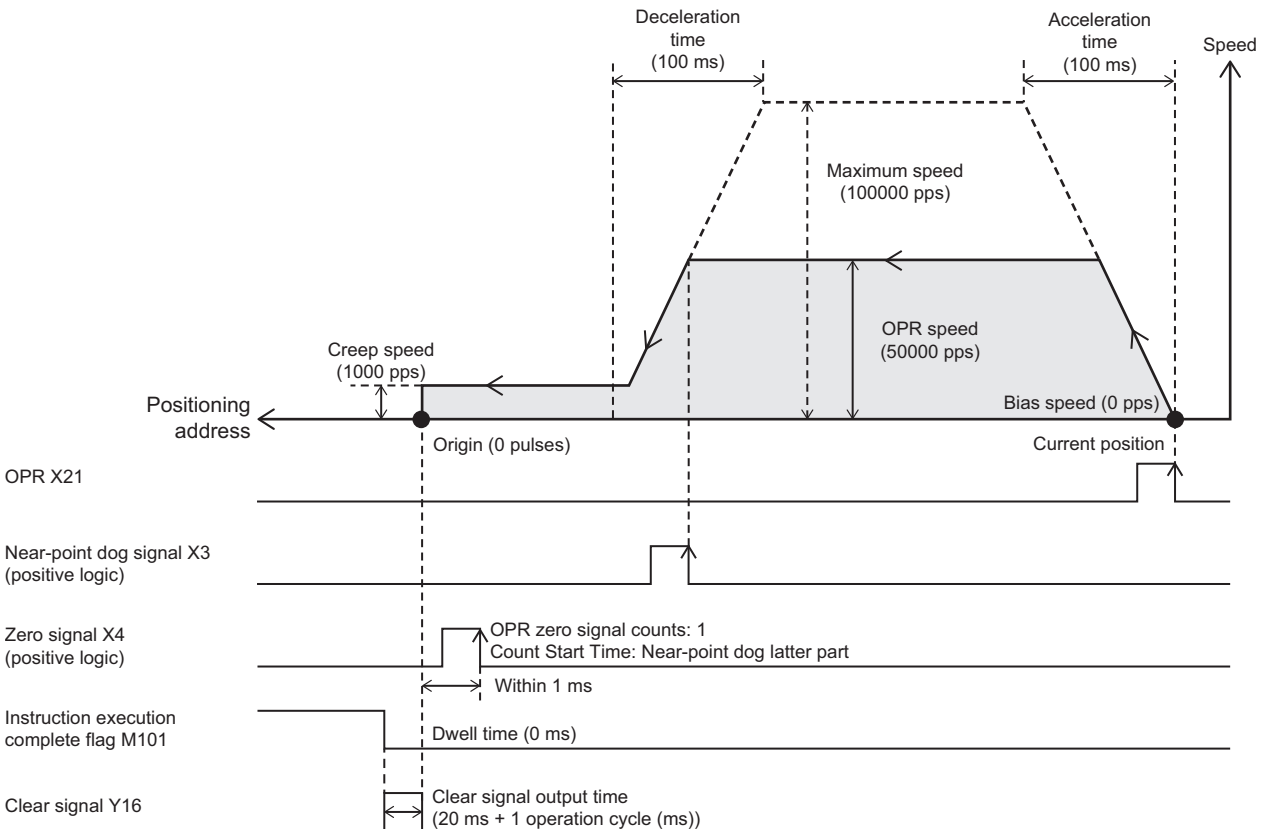 Deceleration
time
(100 ms)
Acceleration
time
(100 ms)
Speed
Maximum speed
(100000 pps)
OPR speed
(50000 pps)
Creep speed
(1000 pps)
Bias speed (0 pps)
Positioning
address
Origin (0 pulses)
Current position
OPR X21
Near-point dog signal X3
(positive logic)
Zero signal X4
(positive logic)
OPR zero signal counts: 1
Count Start Time: Near-point dog latter part
Within 1 ms
Instruction execution
complete flag M101
Dwell time (0 ms)
Clear signal Y16
Clear signal output time
(20 ms + 1 operation cycle (ms))